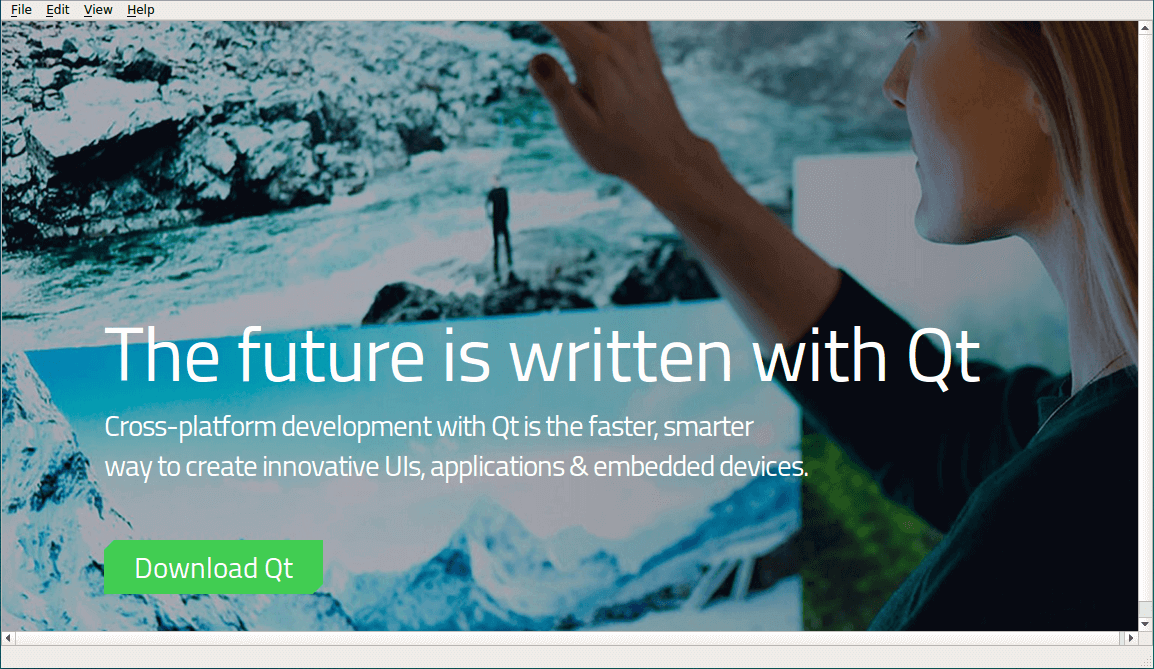 File Edit View Help
The future is written with Qt
Cross-platform development with Qt is the faster, smarter
way to create innovative UIs, applications & embedded devices.
Download Qt